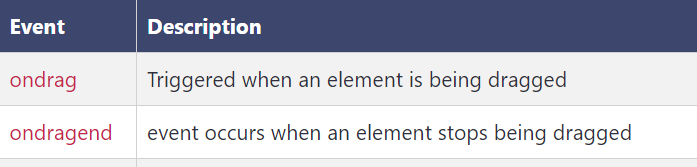 Event Description
ondrag Triggered when an element is being dragged
ondragend event occurs when an element stops being dragged